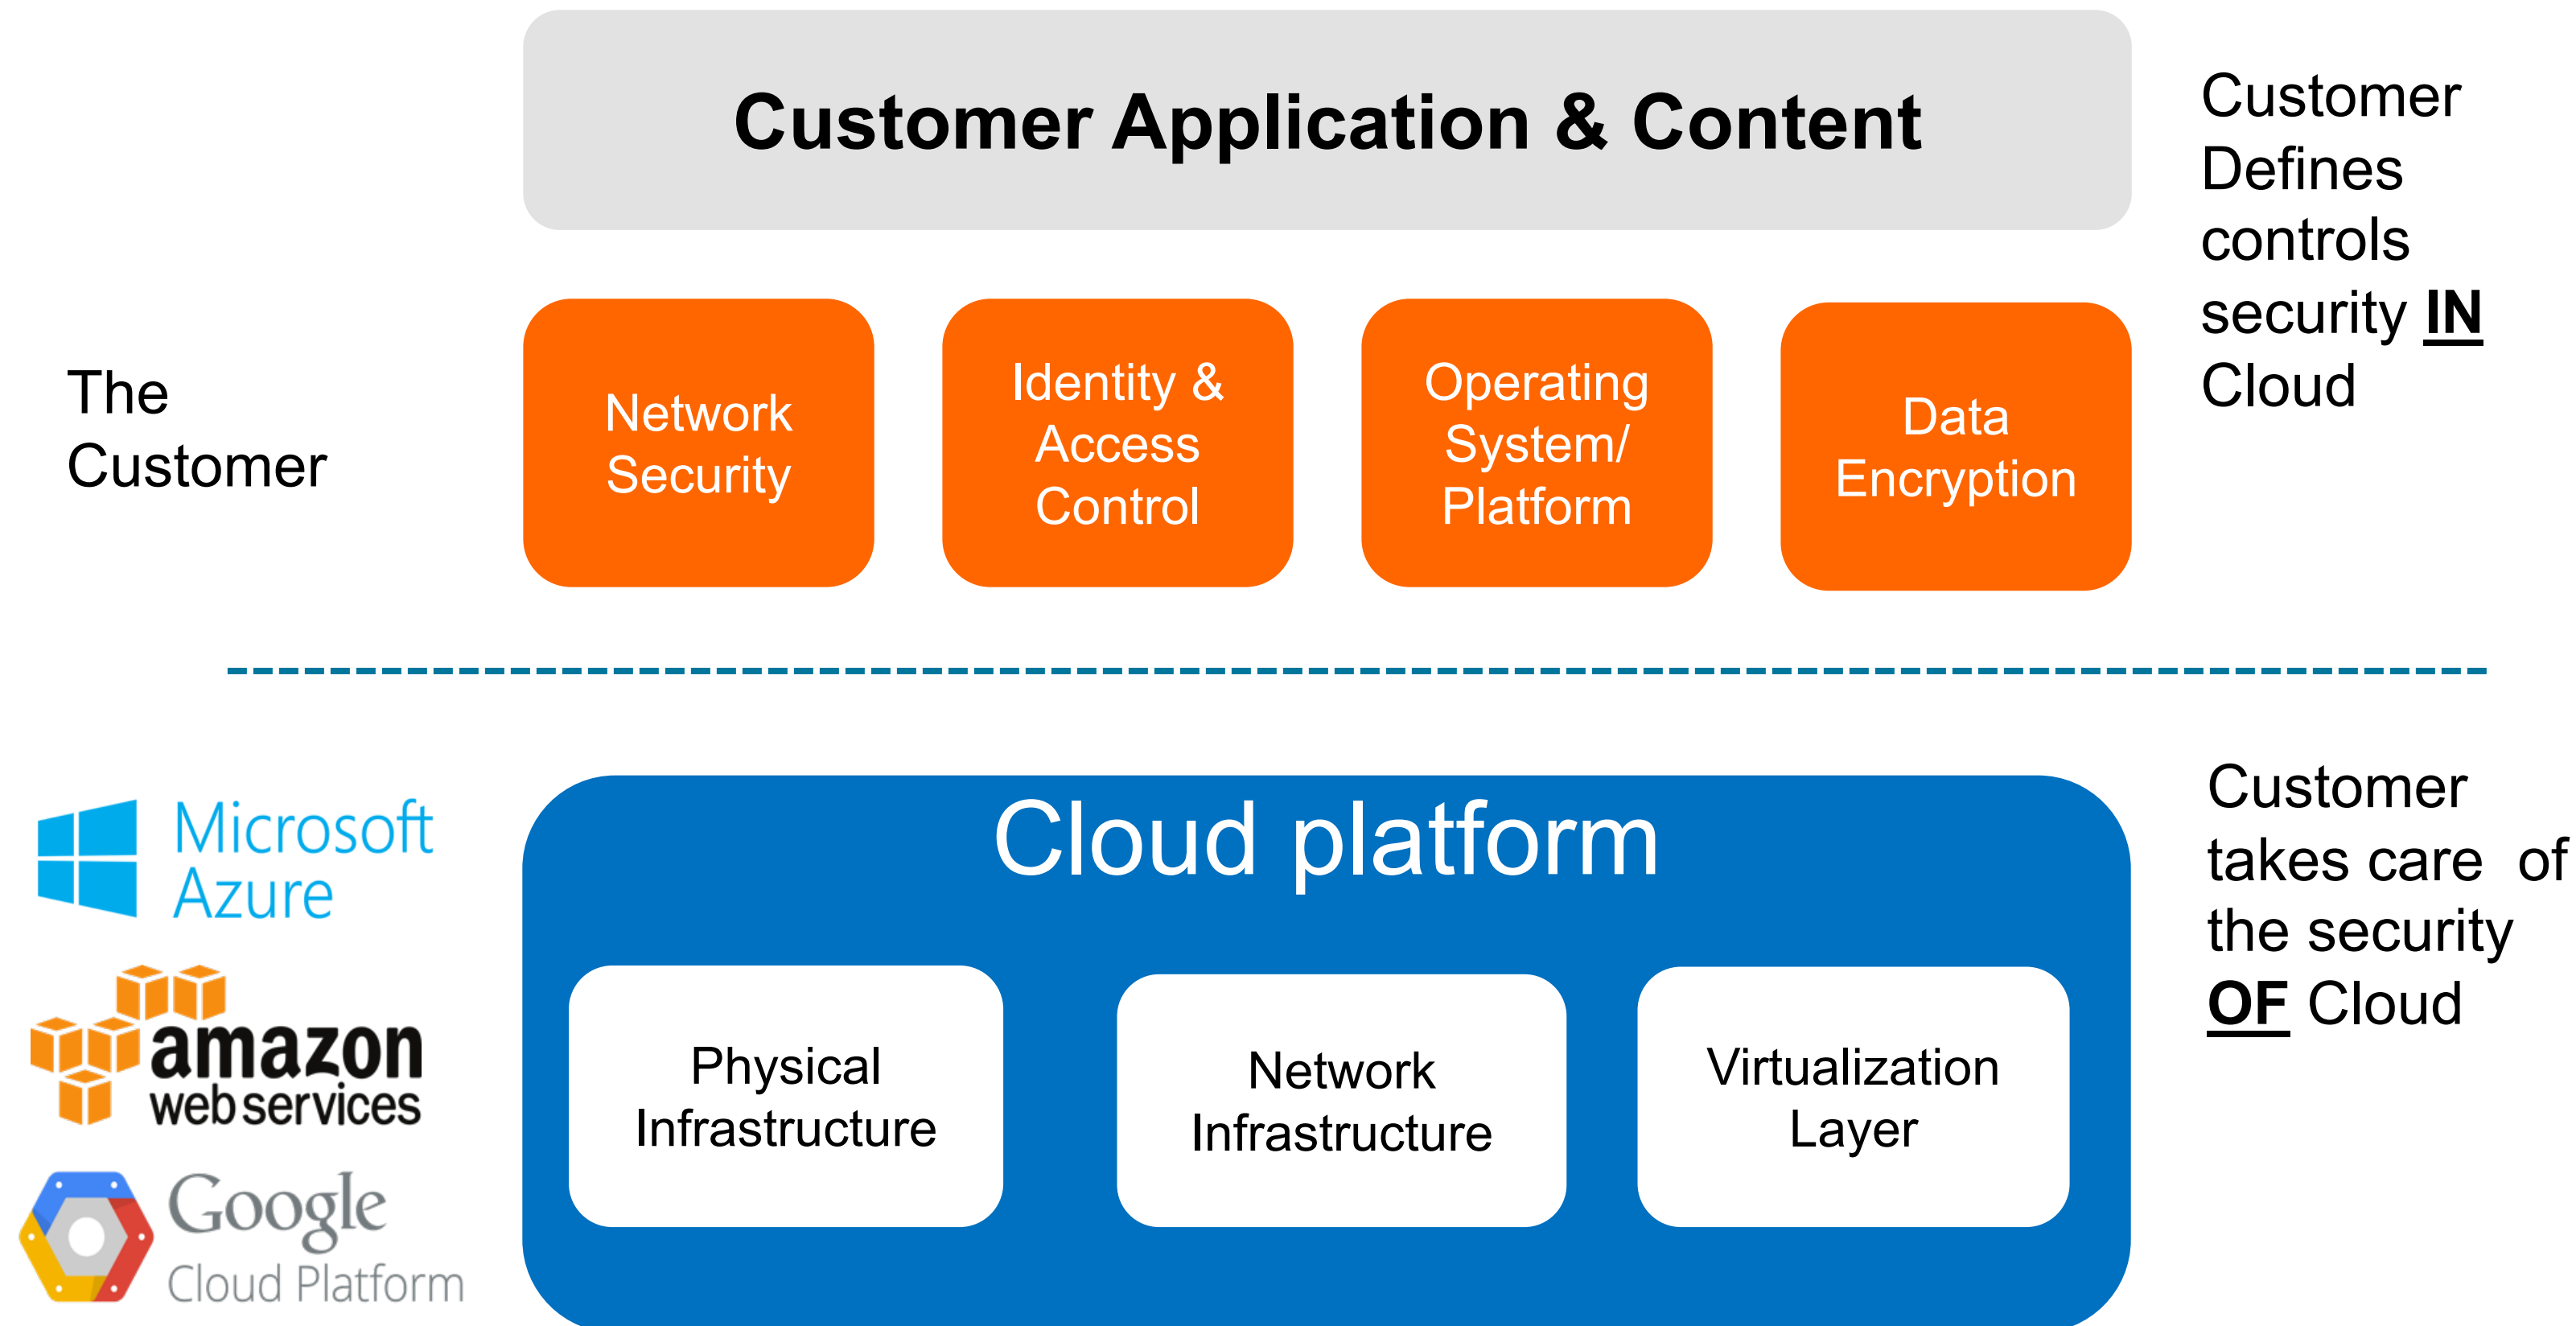 Customer Application & Content
Customer
Defines
controls
security IN
Cloud
The
Customer
Network
Security
Identity &
Access
Control
Operating
System/
Platform
Data
Encryption
Microsoft
Azure
amazon
web services
Google
Cloud Platform
Cloud platform
Physical
Infrastructure
Network
Infrastructure
Virtualization
Layer
Customer
takes care  of
the security
OF Cloud